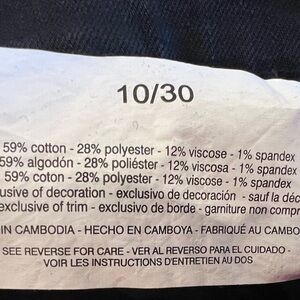 10/30
59% cotton - 28% polyester - 12% viscose - 1% spandex
59% algodón - 28% poliéster - 12% viscosa - 1% spandex
59% coton - 28% polyester - 12% viscose - 1% spandex
usive of decoration - exclusivo de decoración - sauf la déc
exclusive of trim - exclusivo de borde - garniture non compr
IN CAMBODIA - HECHO EN CAMBOYA - FABRIQUÉ AU CAMBO
SEE REVERSE FOR CARE - VER AL REVERSO PARA EL CUIDADO -
VOIR LES INSTRUCTIONS D'ENTRETIEN AU DOS